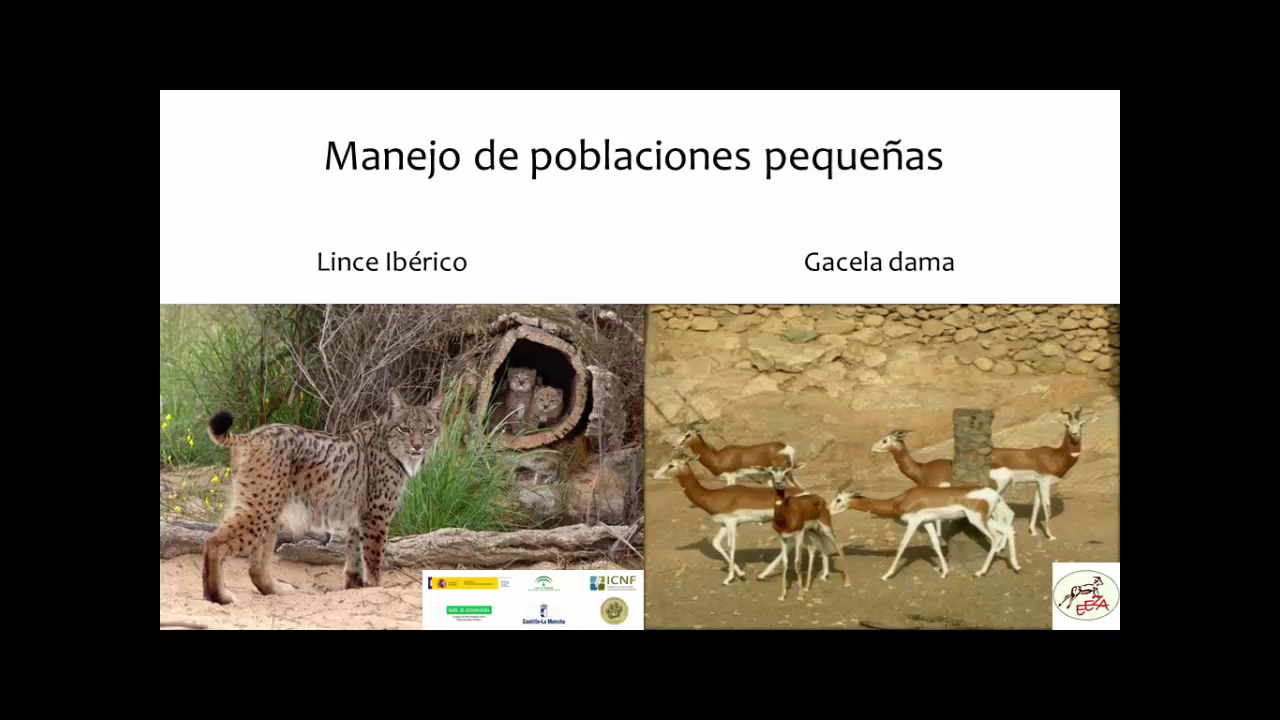 Manejo de poblaciones pequeñas
Lince Ibérico
Gacela dama
ICNF
Castilla-La Mancha
EEZA